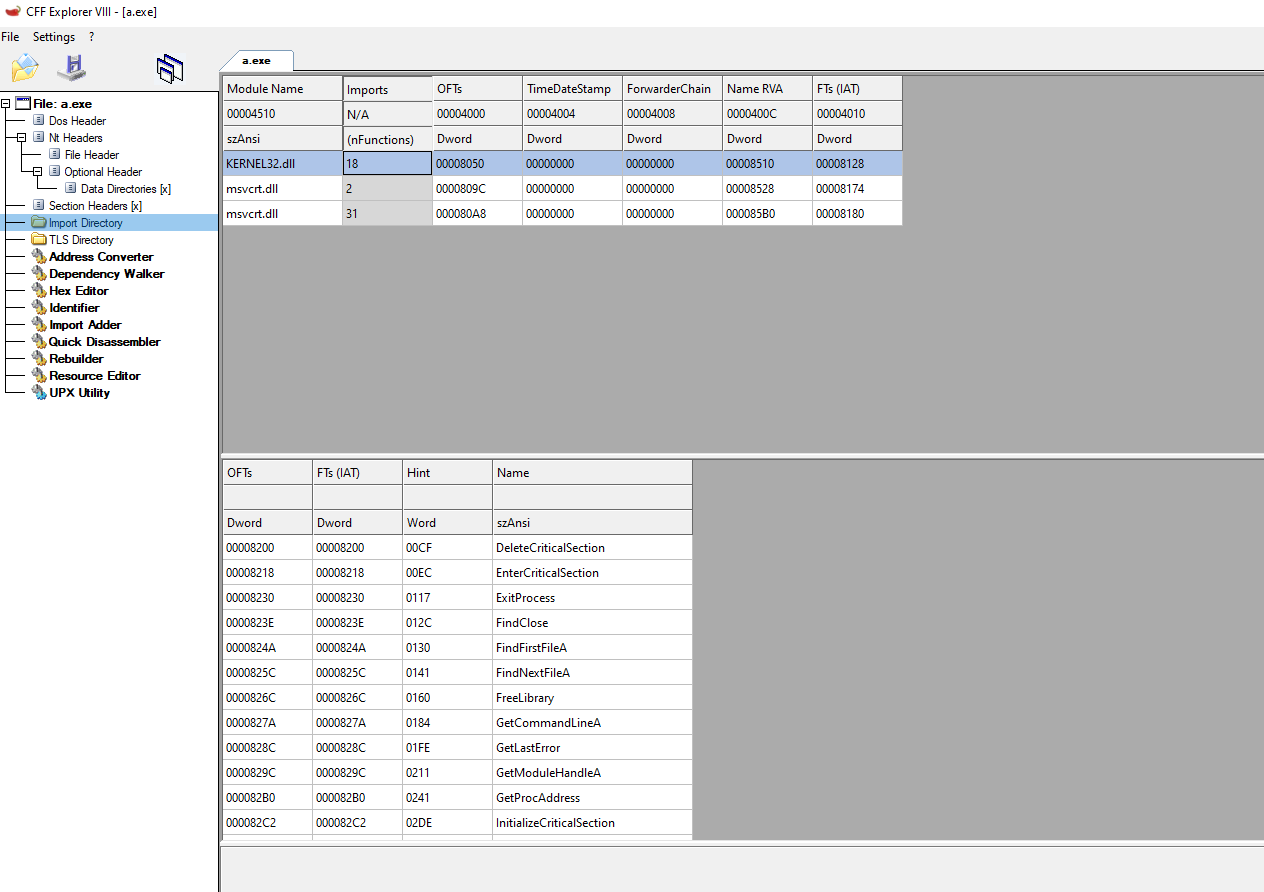 CFF Explorer VIII - [a.exe]
File Settings ?
a.exe
File: a.exe
Dos Header
Nt Headers
File Header
Optional Header
Data Directories [x]
Section Headers [x]
Import Directory
TLS Directory
Address Converter
Dependency Walker
Hex Editor
Identifier
Import Adder
Quick Disassembler
Rebuilder
Resource Editor
UPX Utility
Module Name Imports OFTs TimeDateStamp ForwarderChain Name RVA FTs (IAT)
00004510 N/A 00004000 00004004 00004008 0000400C 00004010
szAnsi (nFunctions) Dword Dword Dword Dword Dword
KERNEL32.dll 18 00008050 00000000 00000000 00008510 00008128
msvcrt.dll 2 0000809C 00000000 00000000 00008528 00008174
msvcrt.dll 31 000080A8 00000000 00000000 000085B0 00008180
OFTs FTs (IAT) Hint Name
Dword Dword Word szAnsi
00008200 00008200 00CF DeleteCriticalSection
00008218 00008218 00EC EnterCriticalSection
00008230 00008230 0117 ExitProcess
0000823E 0000823E 012C FindClose
0000824A 0000824A 0130 FindFirstFileA
0000825C 0000825C 0141 FindNextFileA
0000826C 0000826C 0160 FreeLibrary
0000827A 0000827A 0184 GetCommandLineA
0000828C 0000828C 01FE GetLastError
0000829C 0000829C 0211 GetModuleHandleA
000082B0 000082B0 0241 GetProcAddress
000082C2 000082C2 02DE InitializeCriticalSection